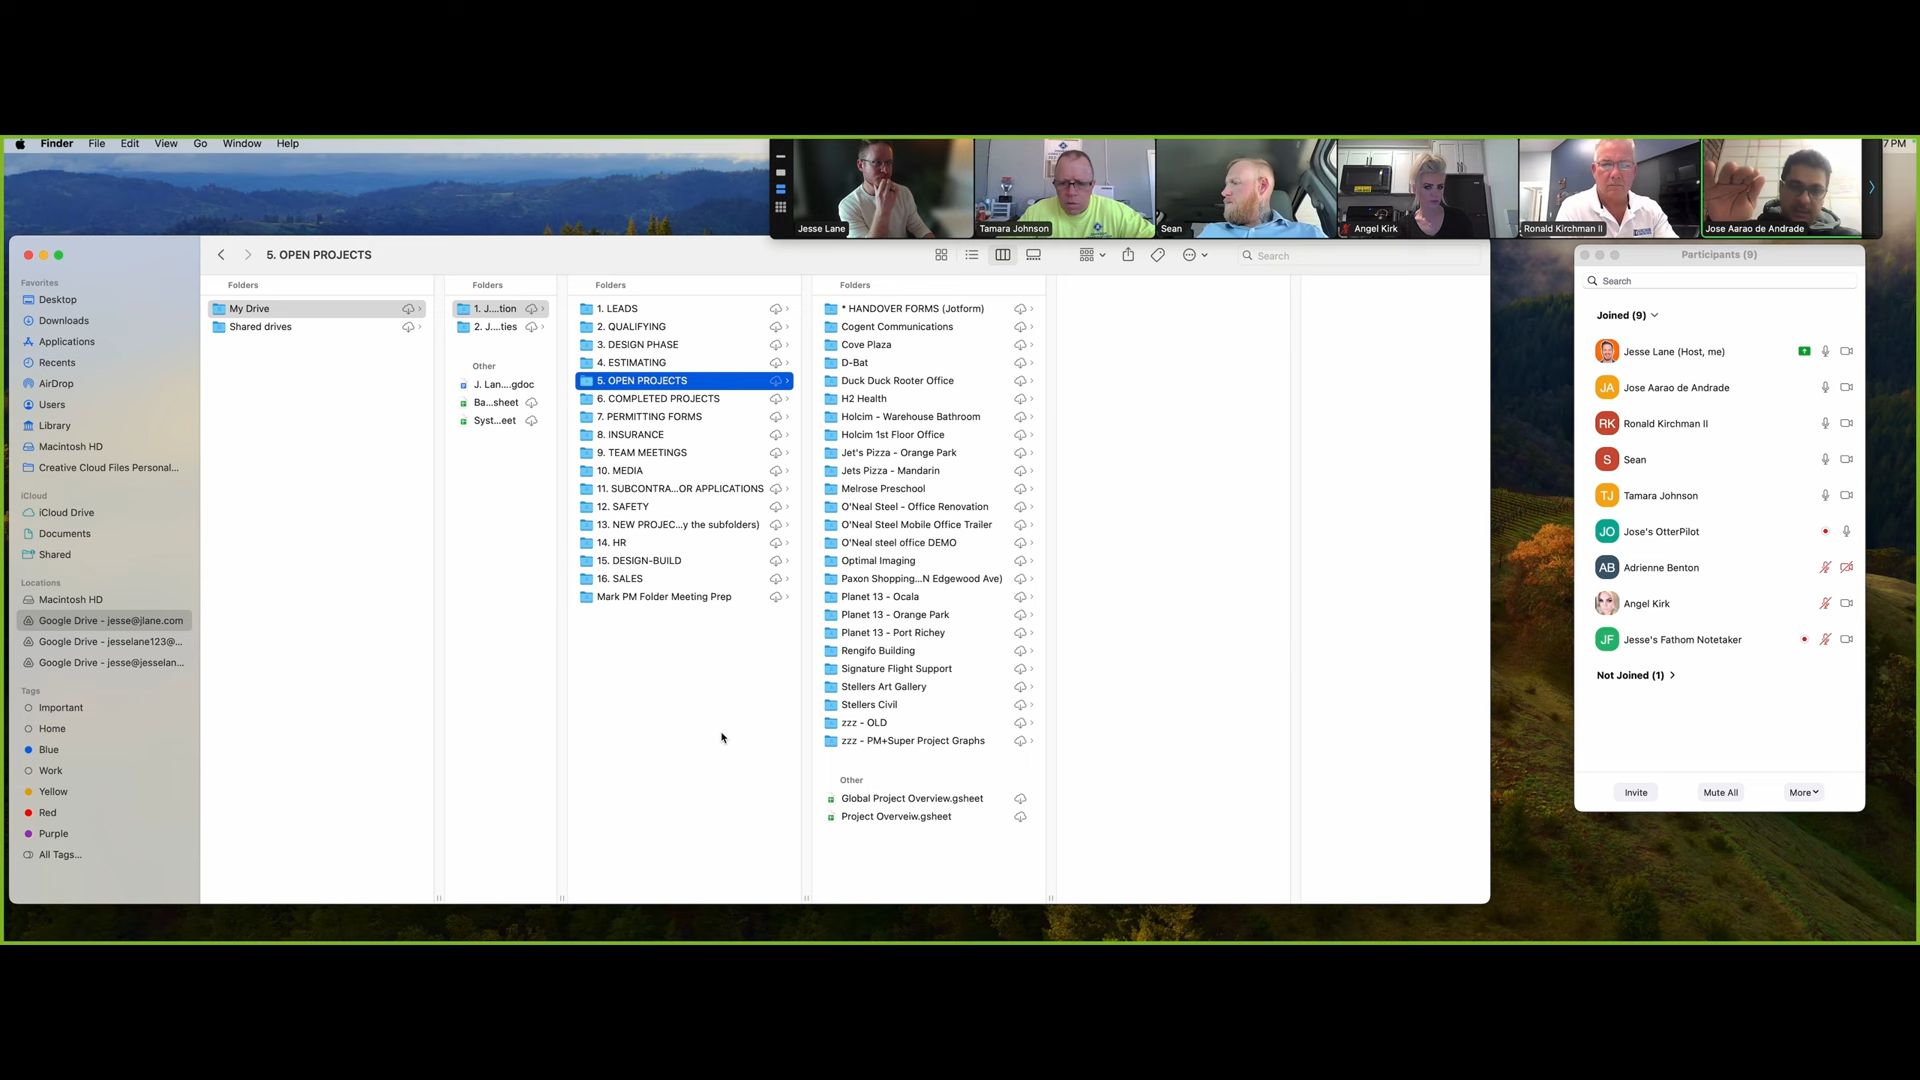 Finder File Edit View Go Window Help
7 PM
Jesse Lane
Tamara Johnson
Sean
Angel Kirk
Ronald Kirchman II
Jose Aarao de Andrade
5. OPEN PROJECTS
Search
Favorites
Desktop
Downloads
Applications
Recents
AirDrop
Users
Library
Macintosh HD
Creative Cloud Files Personal...
iCloud
iCloud Drive
Documents
Shared
Locations
Macintosh HD
Google Drive - jesse@jlane.com
Google Drive - jesselane123@...
Google Drive - jesse@jesselan...
Tags
Important
Home
Blue
Work
Yellow
Red
Purple
All Tags...
Folders
My Drive
Shared drives
Folders
1. J....tion
2. J....ties
Other
J. Lan....gdoc
Ba...sheet
Syst...eet
Folders
1. LEADS
2. QUALIFYING
3. DESIGN PHASE
4. ESTIMATING
5. OPEN PROJECTS
6. COMPLETED PROJECTS
7. PERMITTING FORMS
8. INSURANCE
9. TEAM MEETINGS
10. MEDIA
11. SUBCONTRA...OR APPLICATIONS
12. SAFETY
13. NEW PROJEC...y the subfolders)
14. HR
15. DESIGN-BUILD
16. SALES
Mark PM Folder Meeting Prep
Folders
* HANDOVER FORMS (Jotform)
Cogent Communications
Cove Plaza
D-Bat
Duck Duck Rooter Office
H2 Health
Holcim - Warehouse Bathroom
Holcim 1st Floor Office
Jet's Pizza - Orange Park
Jets Pizza - Mandarin
Melrose Preschool
O'Neal Steel - Office Renovation
O'Neal Steel Mobile Office Trailer
O'Neal steel office DEMO
Optimal Imaging
Paxon Shopping...N Edgewood Ave)
Planet 13 - Ocala
Planet 13 - Orange Park
Planet 13 - Port Richey
Rengifo Building
Signature Flight Support
Stellers Art Gallery
Stellers Civil
zzz - OLD
zzz - PM+Super Project Graphs
Other
Global Project Overview.gsheet
Project Overveiw.gsheet
Participants (9)
Search
Joined (9)
Jesse Lane (Host, me)
JA Jose Aarao de Andrade
RK Ronald Kirchman II
S Sean
TJ Tamara Johnson
JO Jose's OtterPilot
AB Adrienne Benton
Angel Kirk
JF Jesse's Fathom Notetaker
Not Joined (1)
Invite Mute All More